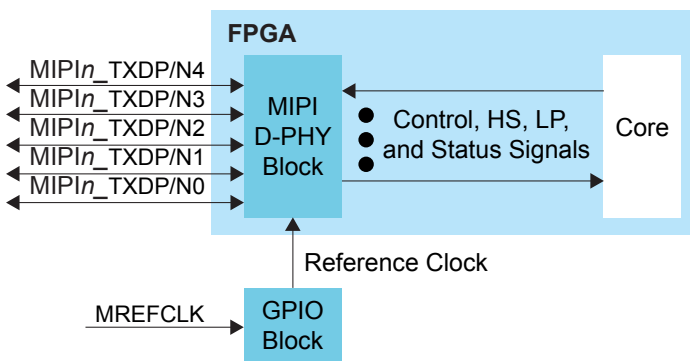 FPGA
MIPIn_TXDP/N4
MIPIn_TXDP/N3
MIPIn_TXDP/N2
MIPIn_TXDP/N1
MIPIn_TXDP/N0
MIPI
D-PHY
Block
Control, HS, LP,
and Status Signals
Core
Reference Clock
MREFCLK
GPIO
Block